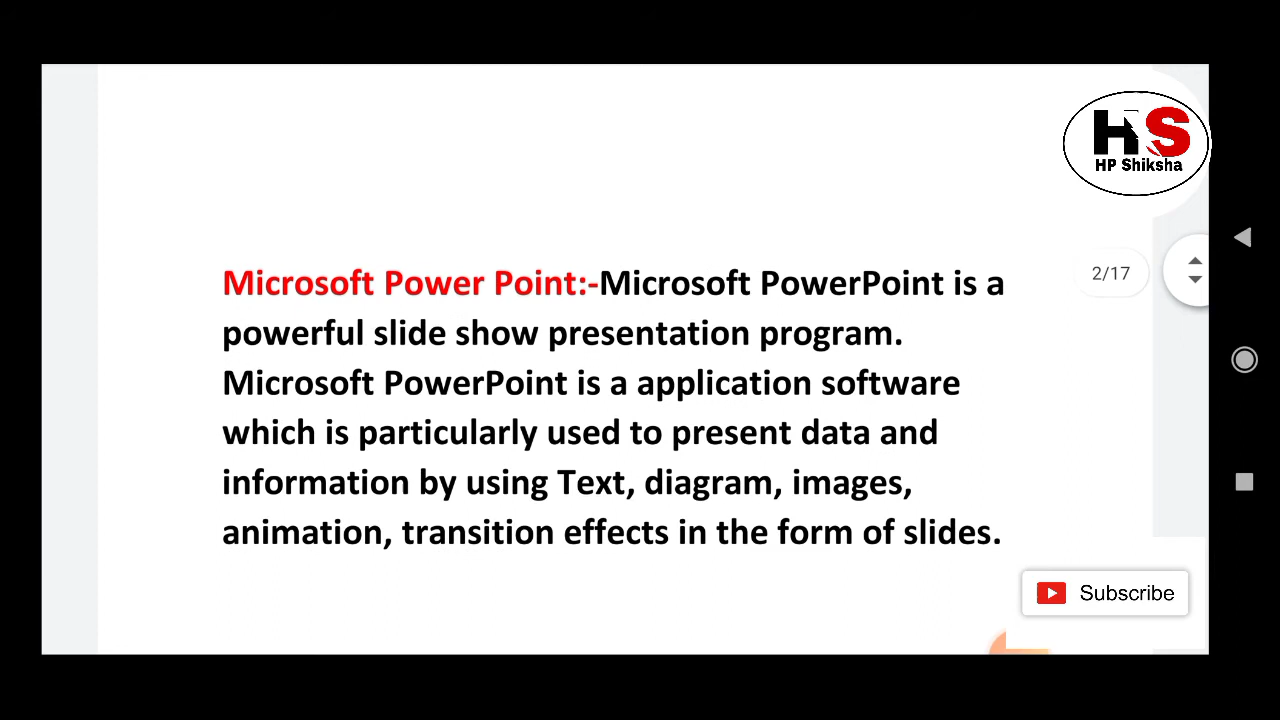 HS
HP Shiksha
2/17
Microsoft Power Point:-Microsoft PowerPoint is a
powerful slide show presentation program.
Microsoft PowerPoint is a application software
which is particularly used to present data and
information by using Text, diagram, images,
animation, transition effects in the form of slides.
Subscribe